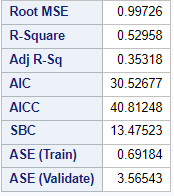 Root MSE 0.99726
R-Square 0.52958
Adj R-Sq 0.35318
AIC 30.52677
AICC 40.81248
SBC 13.47523
ASE (Train) 0.69184
ASE (Validate) 3.56543